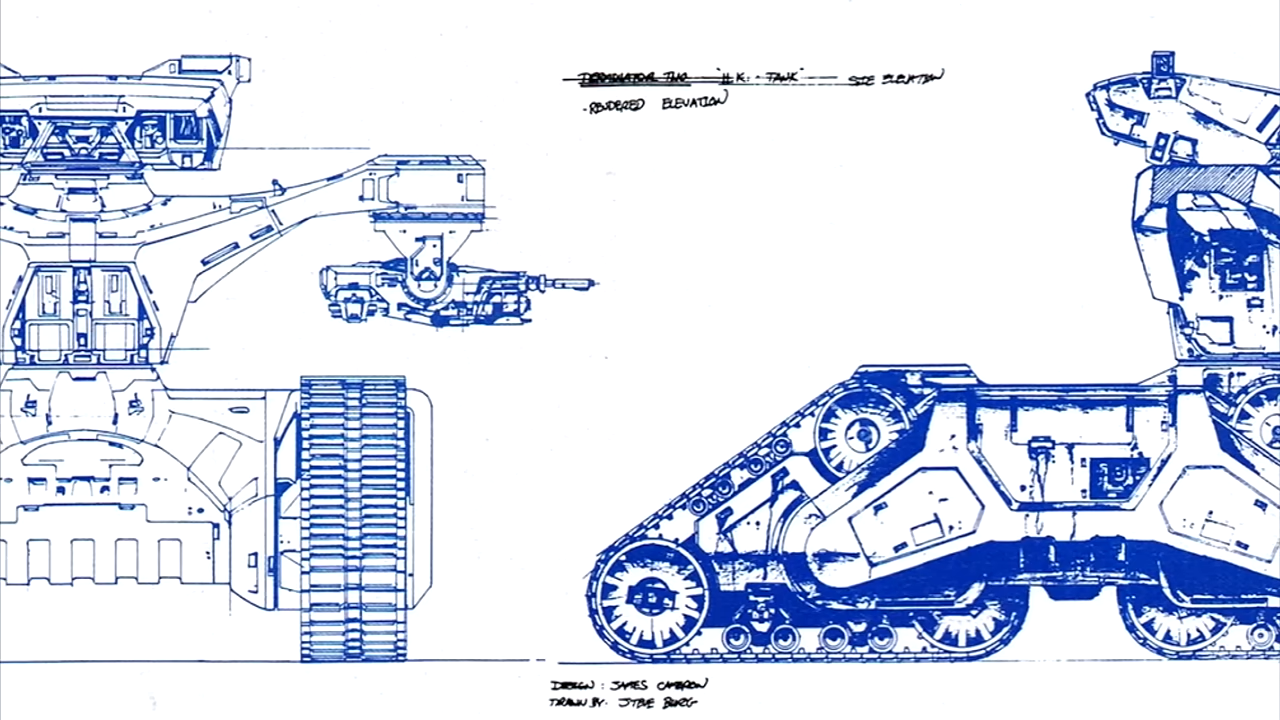 TERMINATOR TWO "H.K. - TANK" SIDE ELEVATION
- RENDERED ELEVATION
DESIGN : JAMES CAMERON
DRAWN BY: STEVE BURG